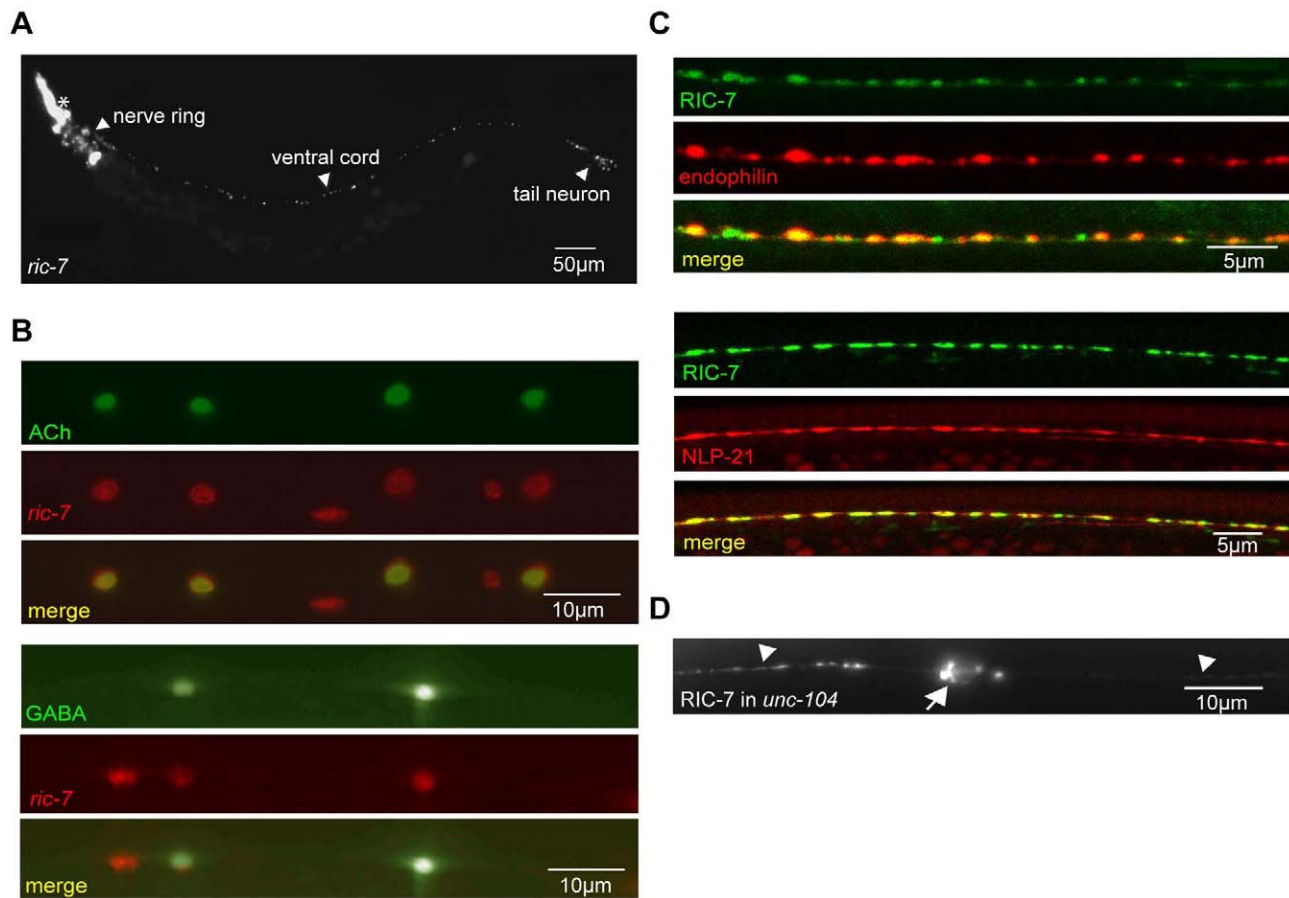 A
*
nerve ring
ventral cord
tail neuron
ric-7
50µm
B
ACh
ric-7
merge
10µm
GABA
ric-7
merge
10µm
C
RIC-7
endophilin
merge
5µm
RIC-7
NLP-21
merge
5µm
D
RIC-7 in unc-104
10µm